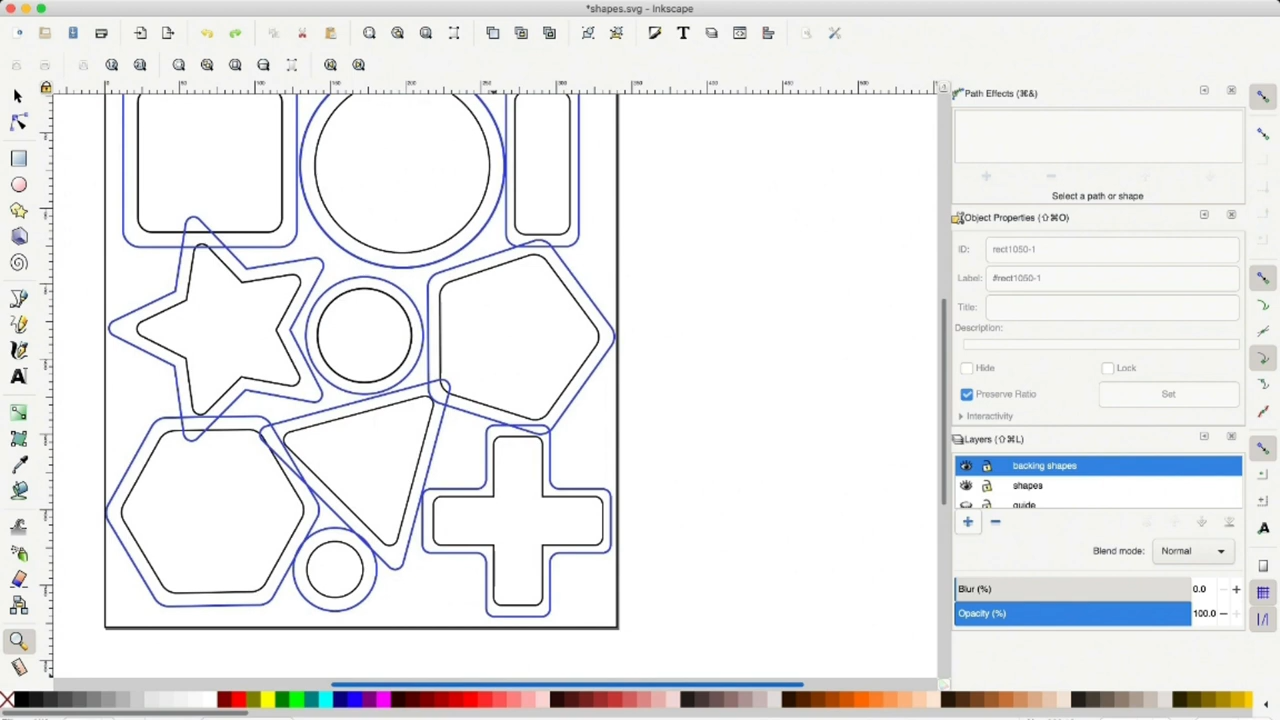 *shapes.svg - Inkscape
Path Effects (⌘&)
Select a path or shape
Object Properties (⇧⌘O)
ID: rect1050-1
Label: #rect1050-1
Title:
Description:
Hide Lock
Preserve Ratio Set
Interactivity
Layers (⇧⌘L)
backing shapes
shapes
guide
Blend mode: Normal
Blur (%) 0.0
Opacity (%) 100.0